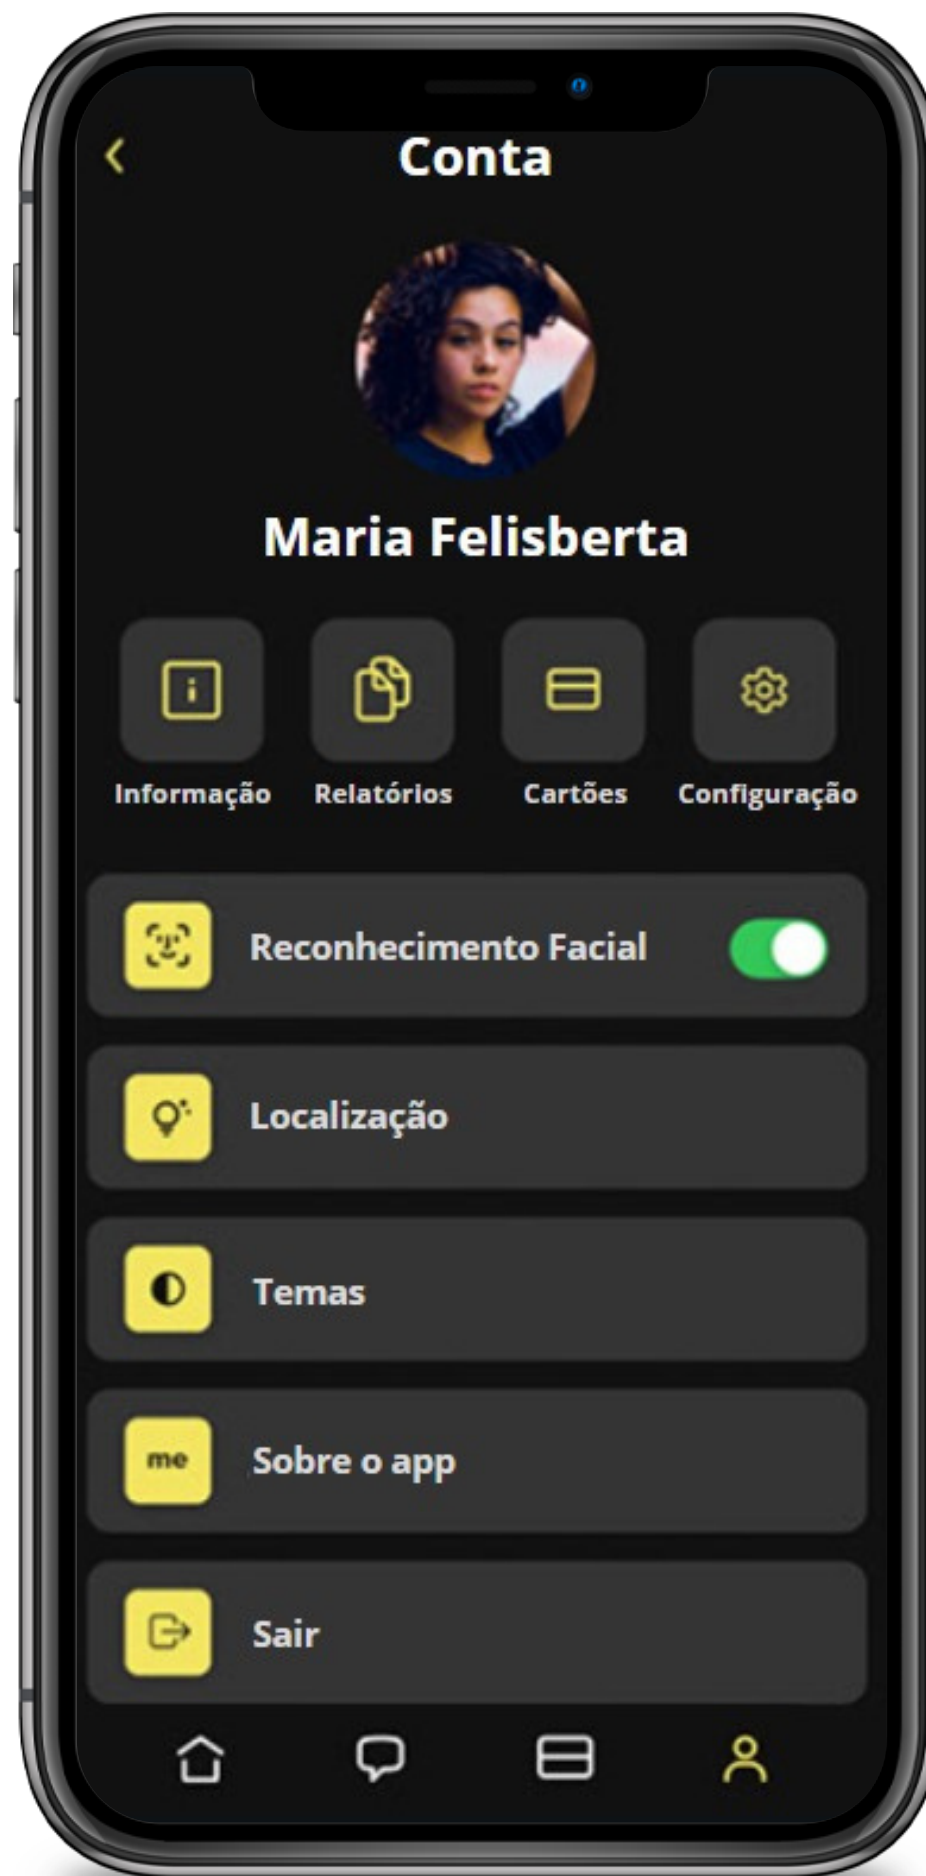 Conta
Maria Felisberta
Informação Relatórios Cartões Configuração
Reconhecimento Facial
Localização
Temas
me Sobre o app
Sair